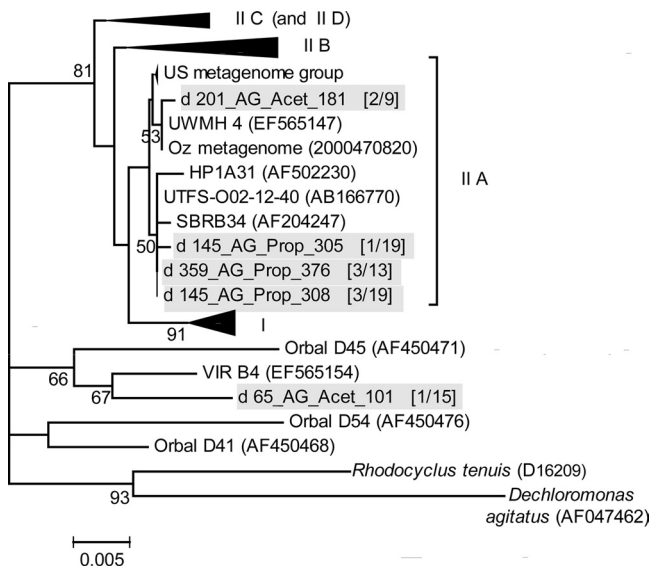 II C (and II D)
II B
81
US metagenome group
d 201_AG_Acet_181 [2/9]
UWMH 4 (EF565147)
53
Oz metagenome (2000470820)
HP1A31 (AF502230)
II A
UTFS-O02-12-40 (AB166770)
SBRB34 (AF204247)
50
d 145_AG_Prop_305 [1/19]
d 359_AG_Prop_376 [3/13]
d 145_AG_Prop_308 [3/19]
I
91
Orbal D45 (AF450471)
66
VIR B4 (EF565154)
67
d 65_AG_Acet_101 [1/15]
Orbal D54 (AF450476)
Orbal D41 (AF450468)
Rhodocyclus tenuis (D16209)
93
Dechloromonas
agitatus (AF047462)
0.005